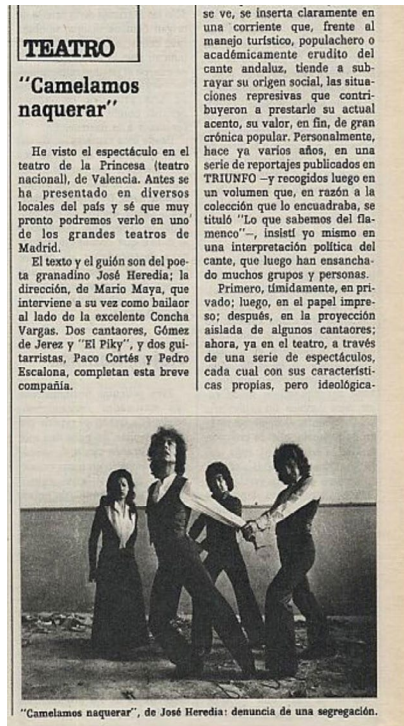 TEATRO
"Camelamos
naquerar"
He visto el espectáculo en el
teatro de la Princesa (teatro
nacional), de Valencia. Antes se
ha presentado en diversos
locales del país y sé que muy
pronto podremos verlo en uno
de los grandes teatros de
Madrid.
El texto y el guión son del poe-
ta granadino José Heredia; la
dirección, de Mario Maya, que
interviene a su vez como bailaor
al lado de la excelente Concha
Vargas. Dos cantaores, Gómez
de Jerez y "El Piky", y dos gui-
tarristas, Paco Cortés y Pedro
Escalona, completan esta breve
compañía.
se ve, se inserta claramente en
una corriente que, frente al
manejo turístico, populachero o
académicamente erudito del
cante andaluz, tiende a sub-
rayar su origen social, las situa-
ciones represivas que contri-
buyeron a prestarle su actual
acento, su valor, en fin, de gran
crónica popular. Personalmente,
hace ya varios años, en una
serie de reportajes publicados en
TRIUNFO —y recogidos luego en
un volumen que, en razón a la
colección que lo encuadraba, se
tituló "Lo que sabemos del fla-
menco"—, insistí yo mismo en
una interpretación política del
cante, que luego han ensancha-
do muchos grupos y personas.
Primero, tímidamente, en pri-
vado; luego, en el papel impre-
so; después, en la proyección
aislada de algunos cantaores;
ahora, ya en el teatro, a través
de una serie de espectáculos,
cada cual con sus característi-
cas propias, pero ideológica-
"Camelamos naquerar", de José Heredia: denuncia de una segregación.